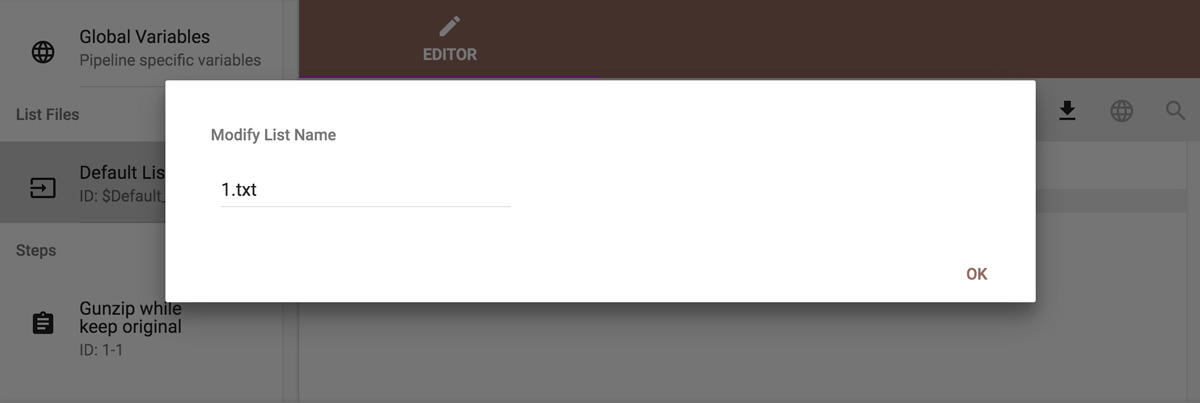 Global Variables
Pipeline specific variables
EDITOR
List Files
Modify List Name
Default Lis
1.txt
ID: $Default_
Steps
OK
Gunzip while
keep original
ID: 1-1